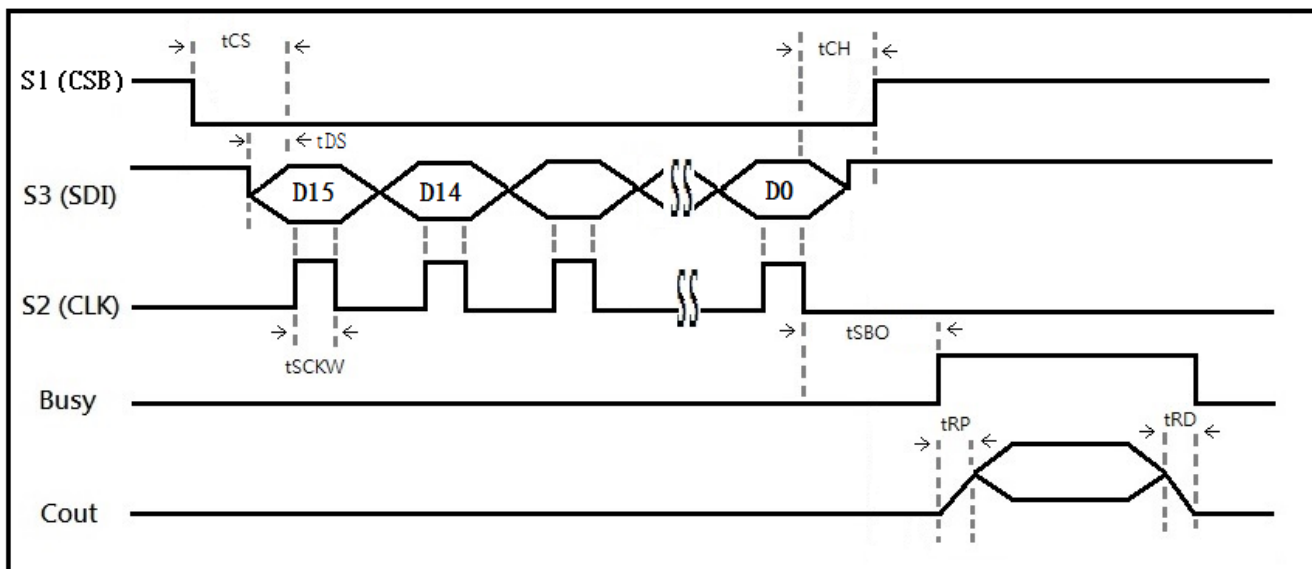 tCS
tCH
S1 (CSB)
tDS
S3 (SDI)
D15
D14
D0
S2 (CLK)
tSCKW
tSBO
Busy
tRP
tRD
Cout